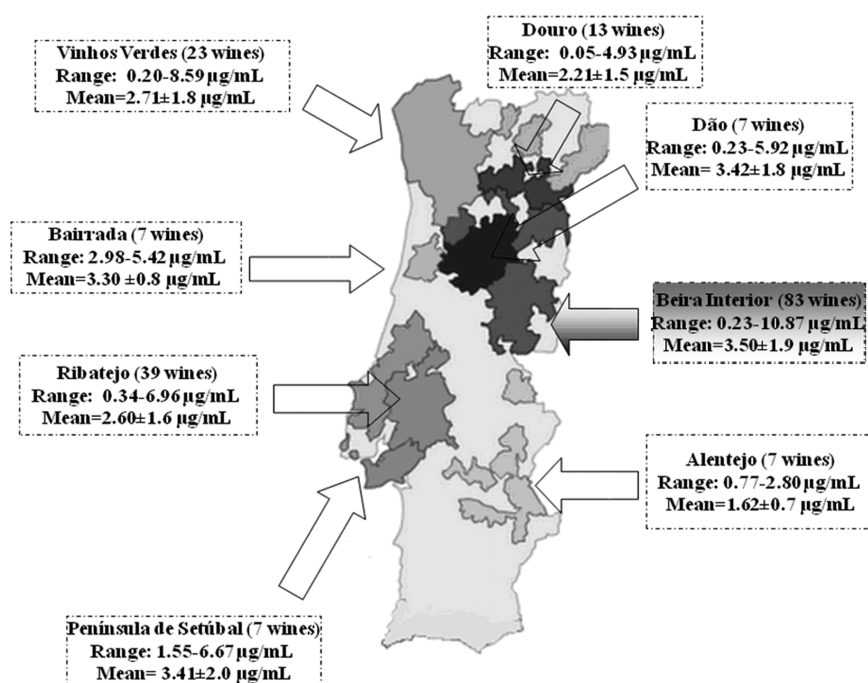 Vinhos Verdes (23 wines)
Range: 0.20-8.59 µg/mL
Mean=2.71±1.8 µg/mL
Douro (13 wines)
0.05-4.93 µg/mL
Mean=2.21±1.5 µg/mL
Dão (7 wines)
Range: 0.23-5.92 µg/mL
Mean= 3.42±1.8 µg/mL
Bairrada (7 wines)
Range: 2.98-5.42 µg/mL
Mean=3.30 ±0.8 µg/mL
Beira Interior (83 wines)
Range: 0.23-10.87 µg/mL
Mean=3.50±1.9 µg/mL
Ribatejo (39 wines)
Range: 0.34-6.96 µg/mL
Mean=2.60±1.6 µg/mL
Alentejo (7 wines)
Range: 0.77-2.80 µg/mL
Mean=1.62±0.7 µg/mL
Península de Setúbal (7 wines)
Range: 1.55-6.67 µg/mL
Mean= 3.41±2.0 µg/mL